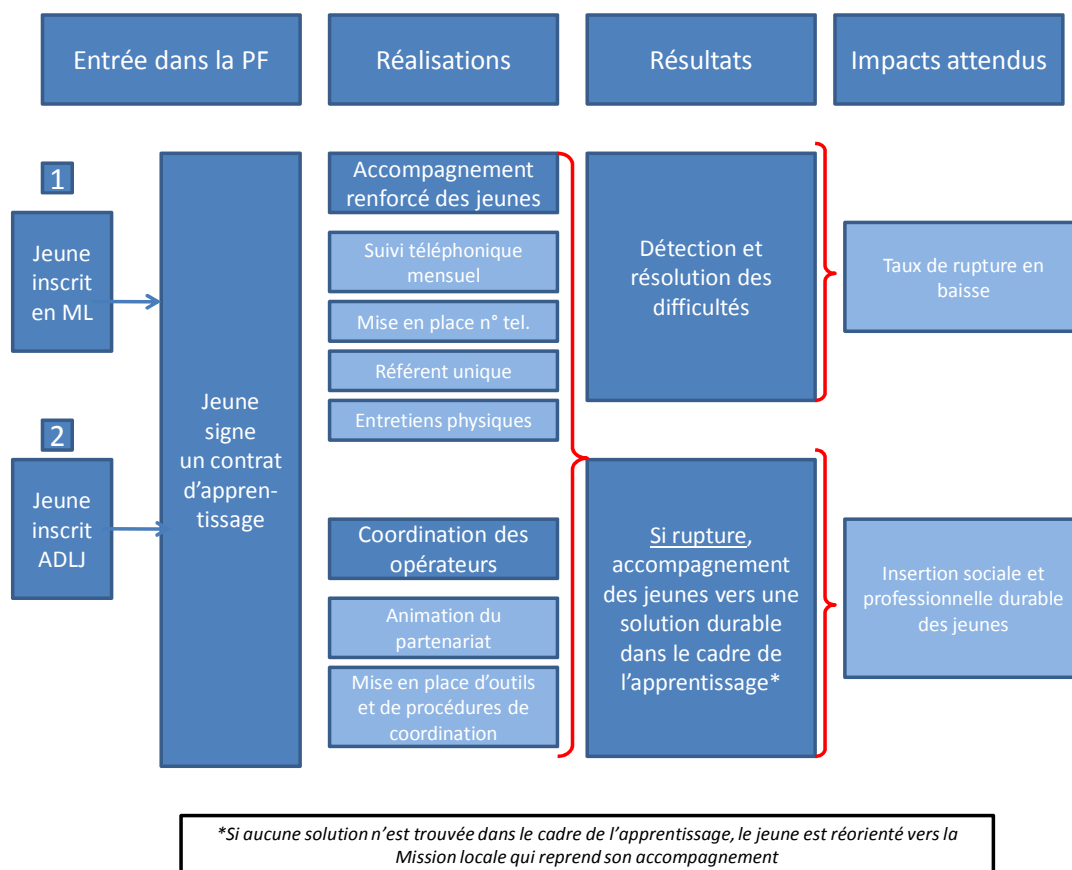 Entrée dans la PF
Réalisations
Résultats
Impacts attendus
1
Jeune
inscrit
en ML
2
Jeune
inscrit
ADLJ
Jeune
signe
un contrat
d'appren-
tissage
Accompagnement
renforcé des jeunes
Suivi téléphonique
mensuel
Mise en place n° tel.
Référent unique
Entretiens physiques
Coordination des
opérateurs
Animation du
partenariat
Mise en place d'outils
et de procédures de
coordination
Détection et
résolution des
difficultés
Si rupture,
accompagnement
des jeunes vers une
solution durable
dans le cadre de
l'apprentissage*
Taux de rupture en
baisse
Insertion sociale et
professionnelle durable
des jeunes
*Si aucune solution n'est trouvée dans le cadre de l'apprentissage, le jeune est réorienté vers la
Mission locale qui reprend son accompagnement